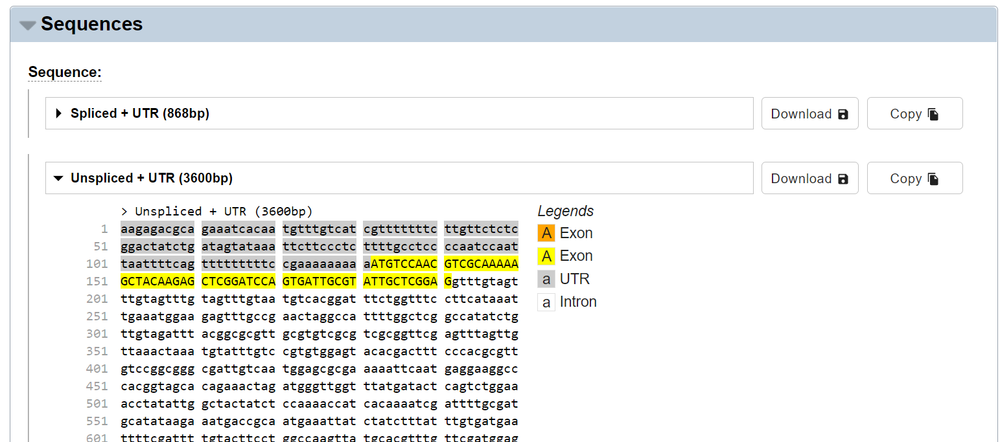 Sequences
Sequence:
Spliced + UTR (868bp)
Download
Copy
Unspliced + UTR (3600bp)
Download
Copy
> Unspliced + UTR (3600bp)
Legends
1 aagagacgca gaaatcacaa tgtttgtcat cgtttttttc ttgttctctc
A Exon
51 ggactatctg atagtataaa ttcttccctc ttttgcctcc ccaatccaat
A Exon
101 taattttcag tttttttttc cgaaaaaaaa aATGTCCAAC GTCGCAAAAA
151 GCTACAAGAG CTCGGATCCA GTGATTGCGT ATTGCTCGGA Ggtttgtagt
a UTR
201 ttgtagtttg tagtttgtaa tgtcacggat ttctggtttc cttcataaat
a Intron
251 tgaaatggaa gagtttgccg aactaggcca ttttggctcg gccatatctg
301 ttgtagattt acggcgcgtt gcgtgtcgcg tcgcggttcg agtttagttg
351 ttaaactaaa tgtatttgtc cgtgtggagt acacgacttt cccacgcgtt
401 gtccggcggg cgattgtcaa tggagcgcga aaaattcaat gaggaaggcc
451 cacggtagca cagaaactag atgggttggt ttatgatact cagtctggaa
501 acctatattg gctactatct ccaaaaccat cacaaaatcg attttgcgat
551 gcatataaga aatgaccgca atgaaattat ctatctttat ttgtgatgaa
601 ttttcgattt tgtacttcct ggccaagtta tgcacgtttg ttcgatggag